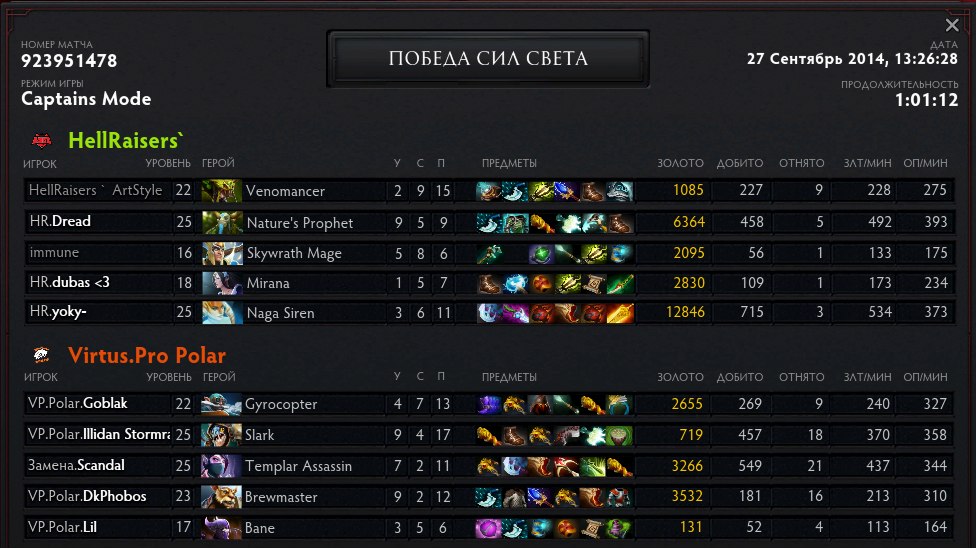 НОМЕР МАТЧА
923951478
РЕЖИМ ИГРЫ
Captains Mode
ПОБЕДА СИЛ СВЕТА
ДАТА
27 Сентябрь 2014, 13:26:28
ПРОДОЛЖИТЕЛЬНОСТЬ
1:01:12
HellRaisers`
ИГРОК УРОВЕНЬ ГЕРОЙ У С П ПРЕДМЕТЫ ЗОЛОТО ДОБИТО ОТНЯТО ЗЛТ/МИН ОП/МИН
HellRaisers ` ArtStyle 22 Venomancer 2 9 15 1085 227 9 228 275
HR.Dread 25 Nature's Prophet 9 5 9 6364 458 5 492 393
immune 16 Skywrath Mage 5 8 6 2095 56 1 133 175
HR.dubas <3 18 Mirana 1 5 7 2830 109 1 173 234
HR.yoky- 25 Naga Siren 3 6 11 12846 715 3 534 373
Virtus.Pro Polar
ИГРОК УРОВЕНЬ ГЕРОЙ У С П ПРЕДМЕТЫ ЗОЛОТО ДОБИТО ОТНЯТО ЗЛТ/МИН ОП/МИН
VP.Polar.Goblak 22 Gyrocopter 4 7 13 2655 269 9 240 327
VP.Polar.Illidan Stormra 25 Slark 9 4 17 719 457 18 370 358
Замена.Scandal 25 Templar Assassin 7 2 11 3266 549 21 437 344
VP.Polar.DkPhobos 23 Brewmaster 9 2 12 3532 181 16 213 310
VP.Polar.Lil 17 Bane 3 5 6 131 52 4 113 164